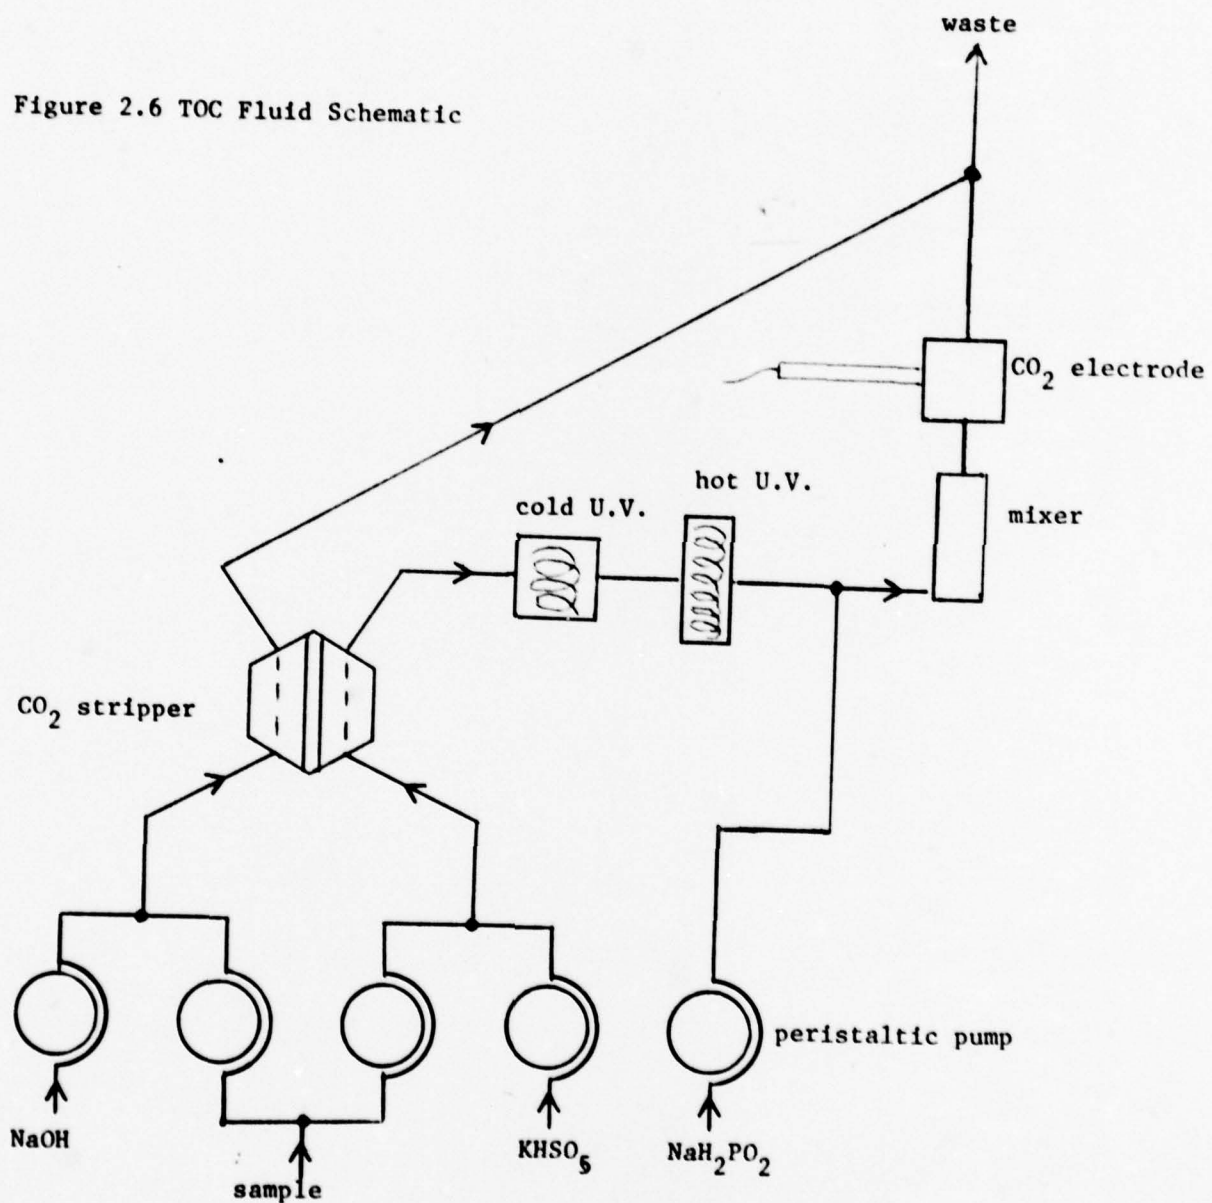 waste
Figure 2.6 TOC Fluid Schematic
CO2 electrode
hot U.V.
cold U.V.
mixer
CO2 stripper
peristaltic pump
NaOH
KHSO5
NaH2PO2
sample